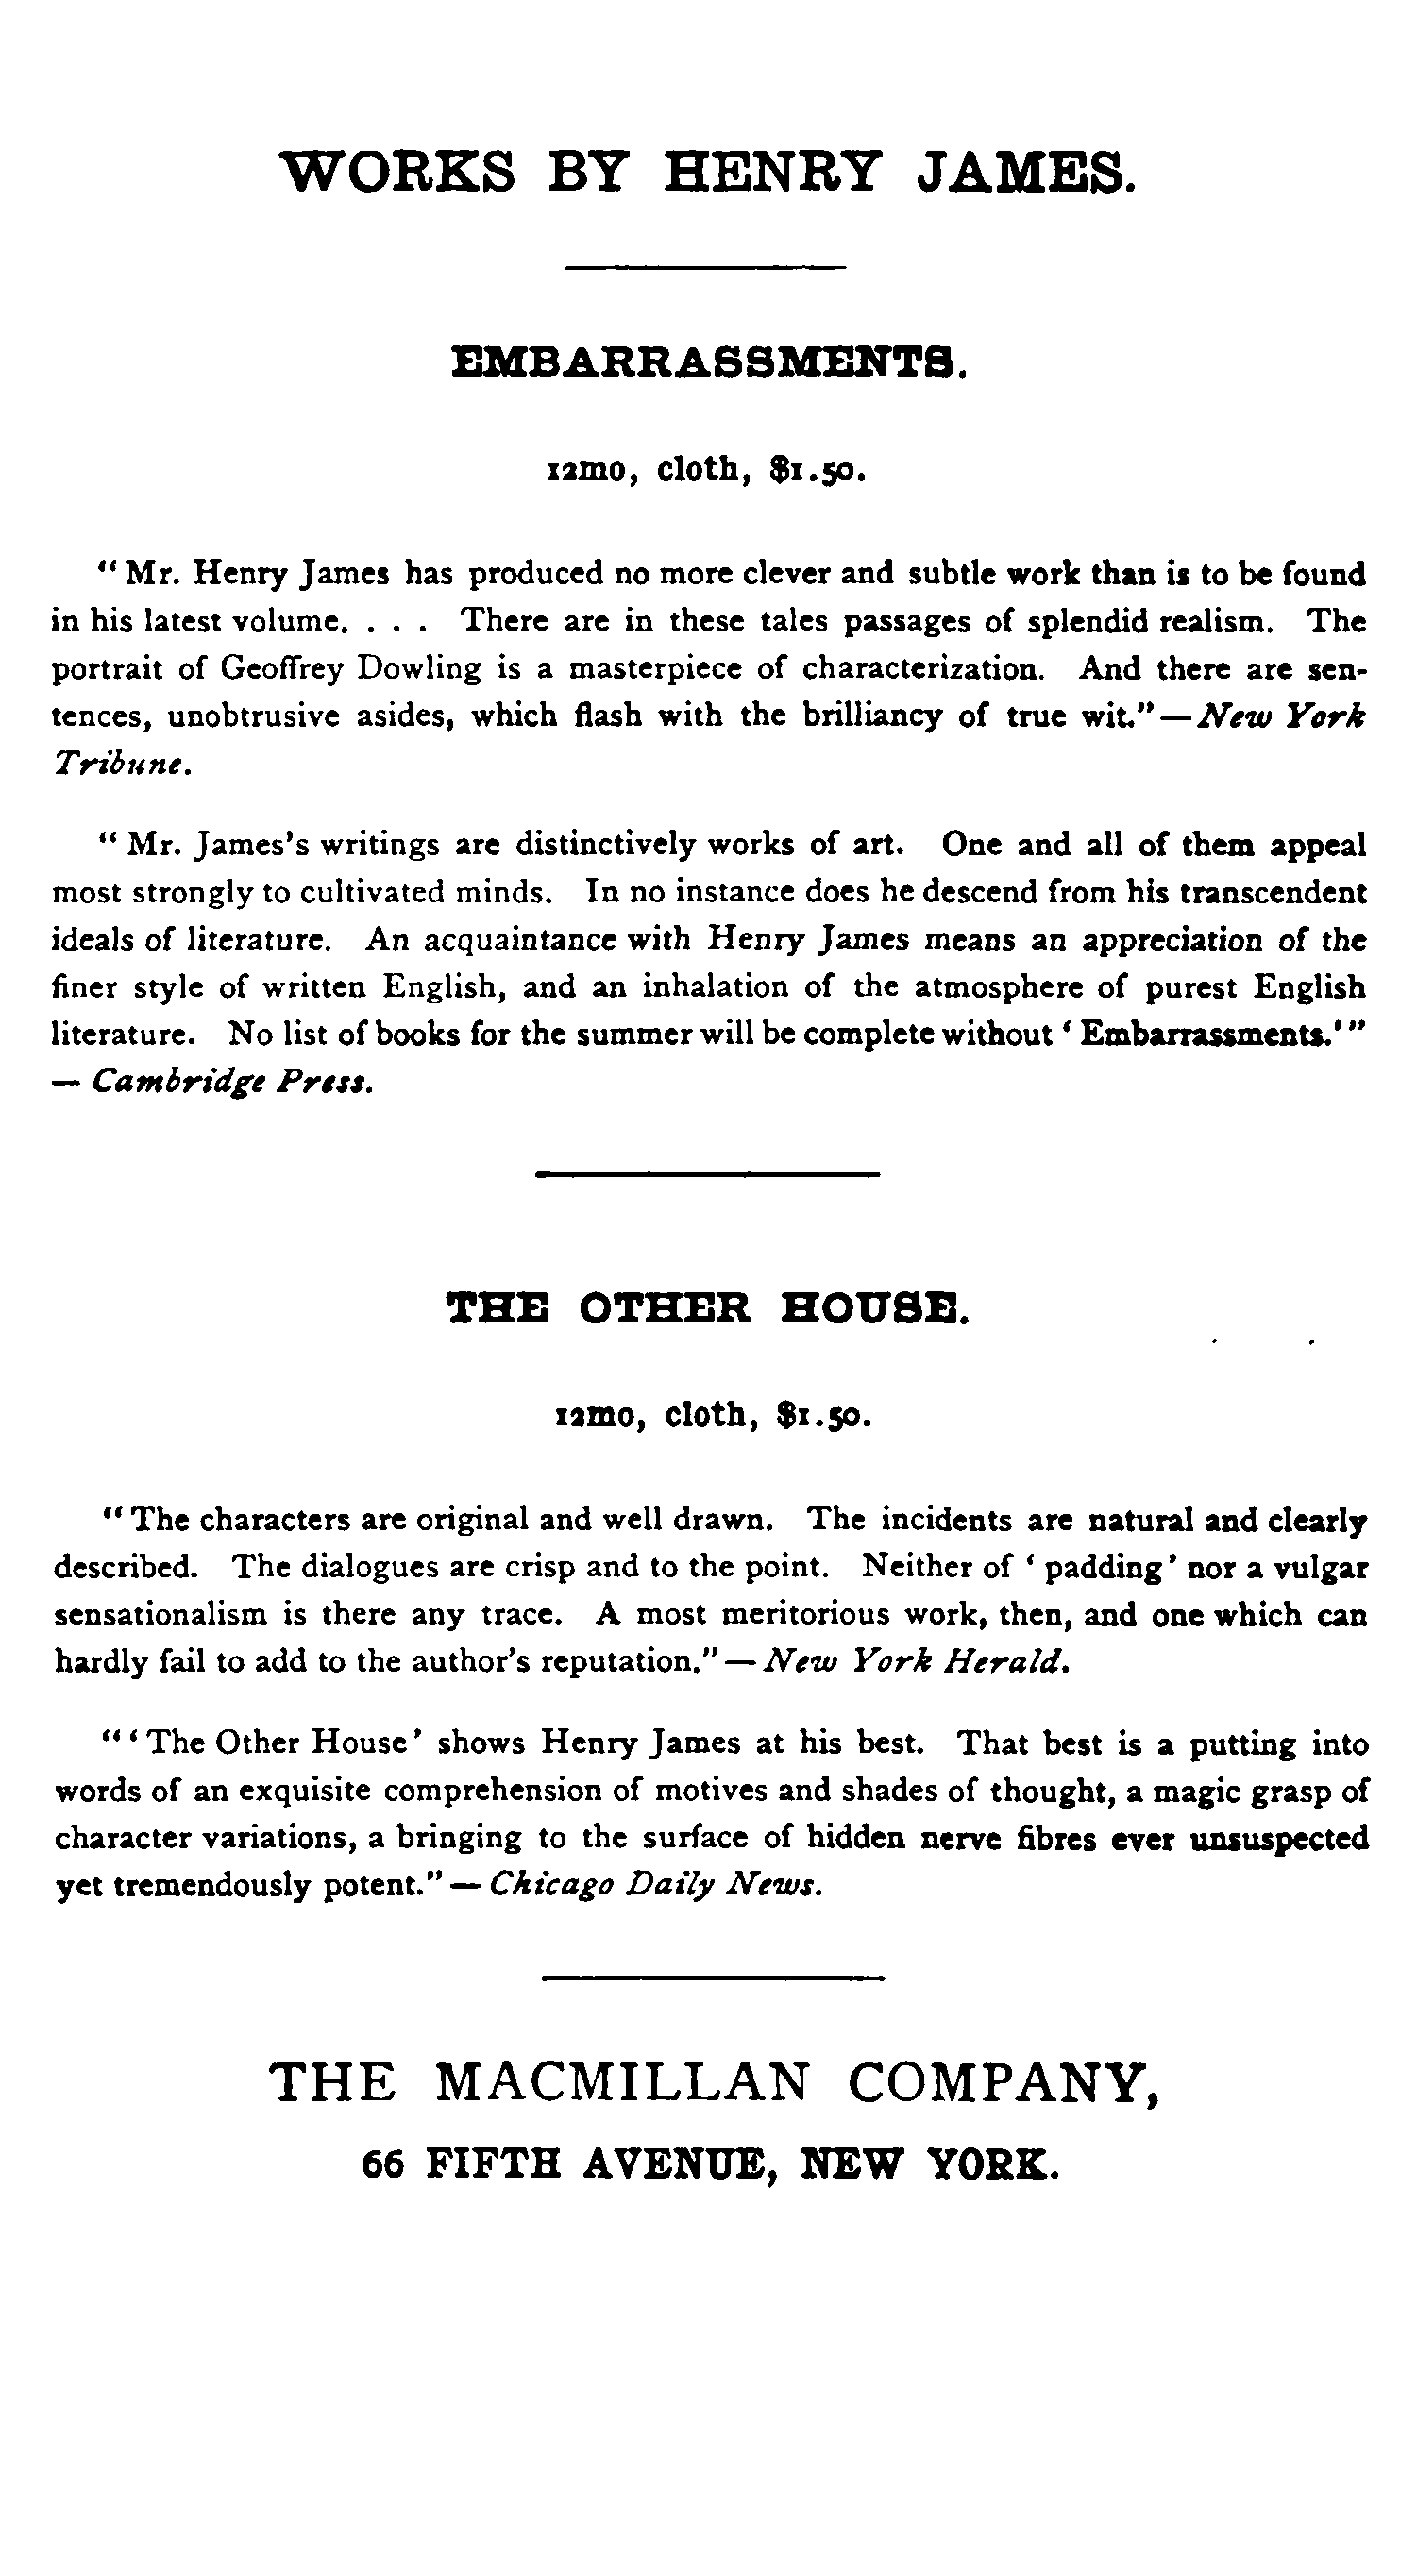 WORKS BY HENRY JAMES.
EMBARRASSMENTS.
12mo, cloth, $1.50.
"Mr. Henry James has produced no more clever and subtle work than is to be found
in his latest volume. . . . There are in these tales passages of splendid realism. The
portrait of Geoffrey Dowling is a masterpiece of characterization. And there are sen-
tences, unobtrusive asides, which flash with the brilliancy of true wit."—New York
Tribune.
"Mr. James's writings are distinctively works of art. One and all of them appeal
most strongly to cultivated minds. In no instance does he descend from his transcendent
ideals of literature. An acquaintance with Henry James means an appreciation of the
finer style of written English, and an inhalation of the atmosphere of purest English
literature. No list of books for the summer will be complete without 'Embarrassments.'"
— Cambridge Press.
THE OTHER HOUSE.
12mo, cloth, $1.50.
"The characters are original and well drawn. The incidents are natural and clearly
described. The dialogues are crisp and to the point. Neither of 'padding' nor a vulgar
sensationalism is there any trace. A most meritorious work, then, and one which can
hardly fail to add to the author's reputation."—New York Herald.
"'The Other House' shows Henry James at his best. That best is a putting into
words of an exquisite comprehension of motives and shades of thought, a magic grasp of
character variations, a bringing to the surface of hidden nerve fibres ever unsuspected
yet tremendously potent."— Chicago Daily News.
THE MACMILLAN COMPANY,
66 FIFTH AVENUE, NEW YORK.